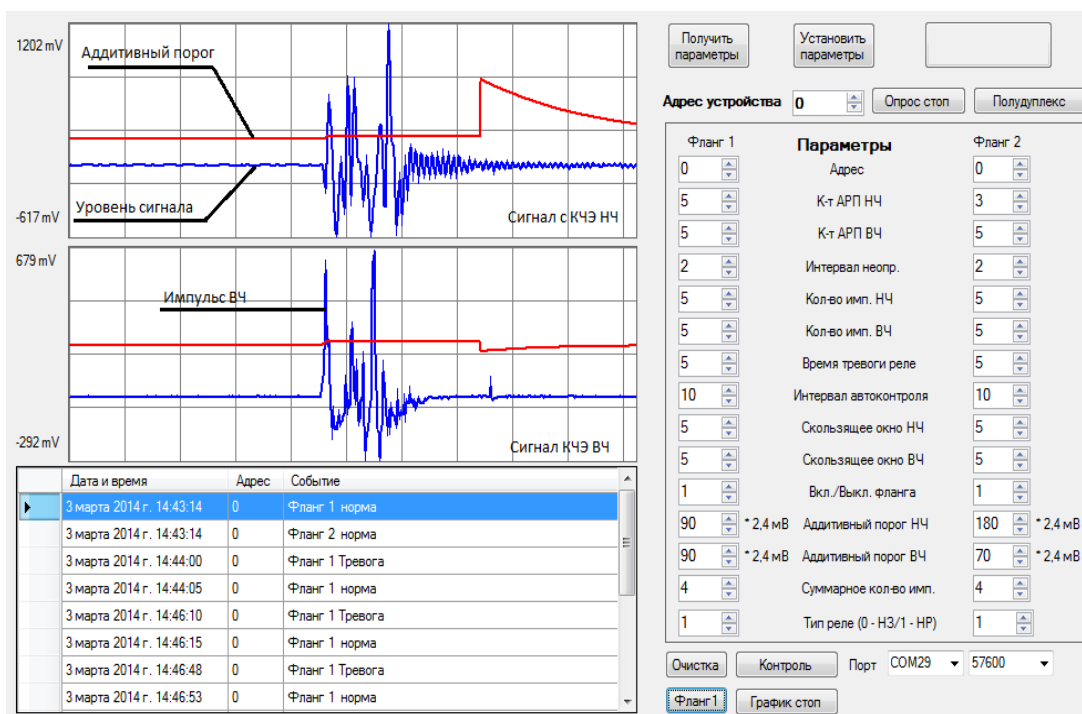 1202 mV
Аддитивный порог
Уровень сигнала
-617 mV
Сигнал с КЧЭ НЧ
679 mV
Импульс ВЧ
-292 mV
Сигнал КЧЭ ВЧ
Дата и время Адрес Событие
3 марта 2014 г. 14:43:14 0 Фланг 1 норма
3 марта 2014 г. 14:43:14 0 Фланг 2 норма
3 марта 2014 г. 14:44:00 0 Фланг 1 Тревога
3 марта 2014 г. 14:44:05 0 Фланг 1 норма
3 марта 2014 г. 14:46:10 0 Фланг 1 Тревога
3 марта 2014 г. 14:46:15 0 Фланг 1 норма
3 марта 2014 г. 14:46:48 0 Фланг 1 Тревога
3 марта 2014 г. 14:46:53 0 Фланг 1 норма
Получить
параметры
Установить
параметры
Адрес устройства 0 Опрос стоп Полудуплекс
Фланг 1 Параметры Фланг 2
0 Адрес 0
5 К-т АРП НЧ 3
5 К-т АРП ВЧ 5
2 Интервал неопр. 2
5 Кол-во имп. НЧ 5
5 Кол-во имп. ВЧ 5
5 Время тревоги реле 5
10 Интервал автоконтроля 10
5 Скользящее окно НЧ 5
5 Скользящее окно ВЧ 5
1 Вкл./Выкл. фланга 1
90 * 2,4 мВ Аддитивный порог НЧ 180 * 2,4 мВ
90 * 2,4 мВ Аддитивный порог ВЧ 70 * 2,4 мВ
4 Суммарное кол-во имп. 4
1 Тип реле (0 - НЗ/1 - НР) 1
Очистка Контроль Порт COM29 57600
Фланг1 График стоп